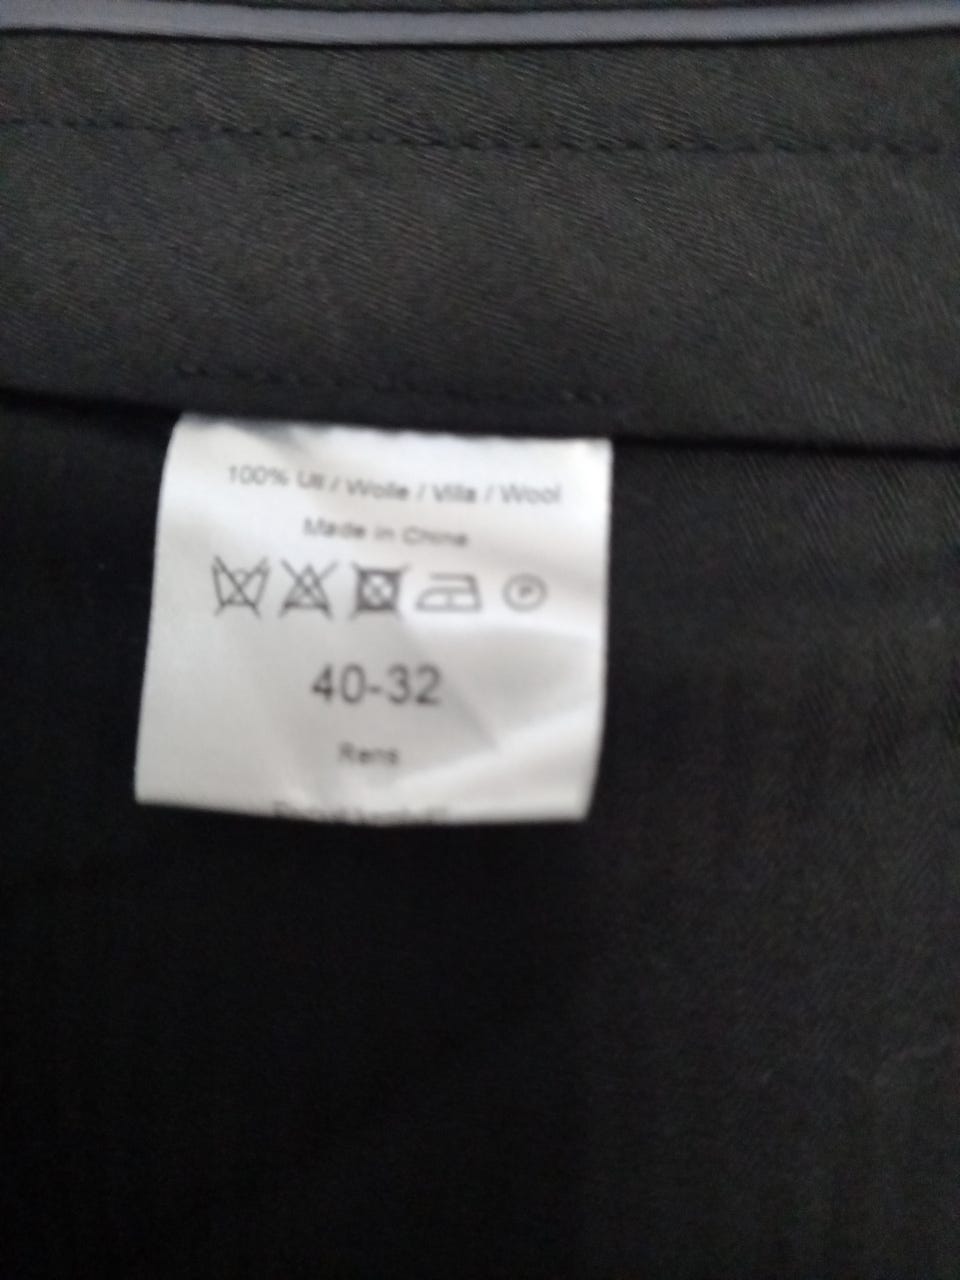 100% Ull / Wolle / Villa / Wool
Made in China
P
40-32
Rens